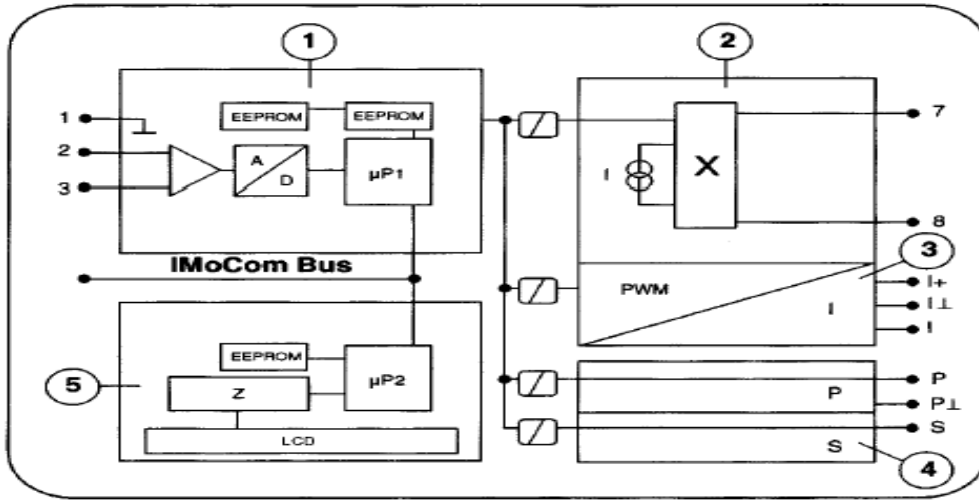 1
2
1
EEPROM
EEPROM
7
2
A
D
µP1
I
X
3
8
IMoCom Bus
3
PWM
I
I+
I⊥
I
EEPROM
µP2
5
Z
P
P
P⊥
LCD
S
S
4